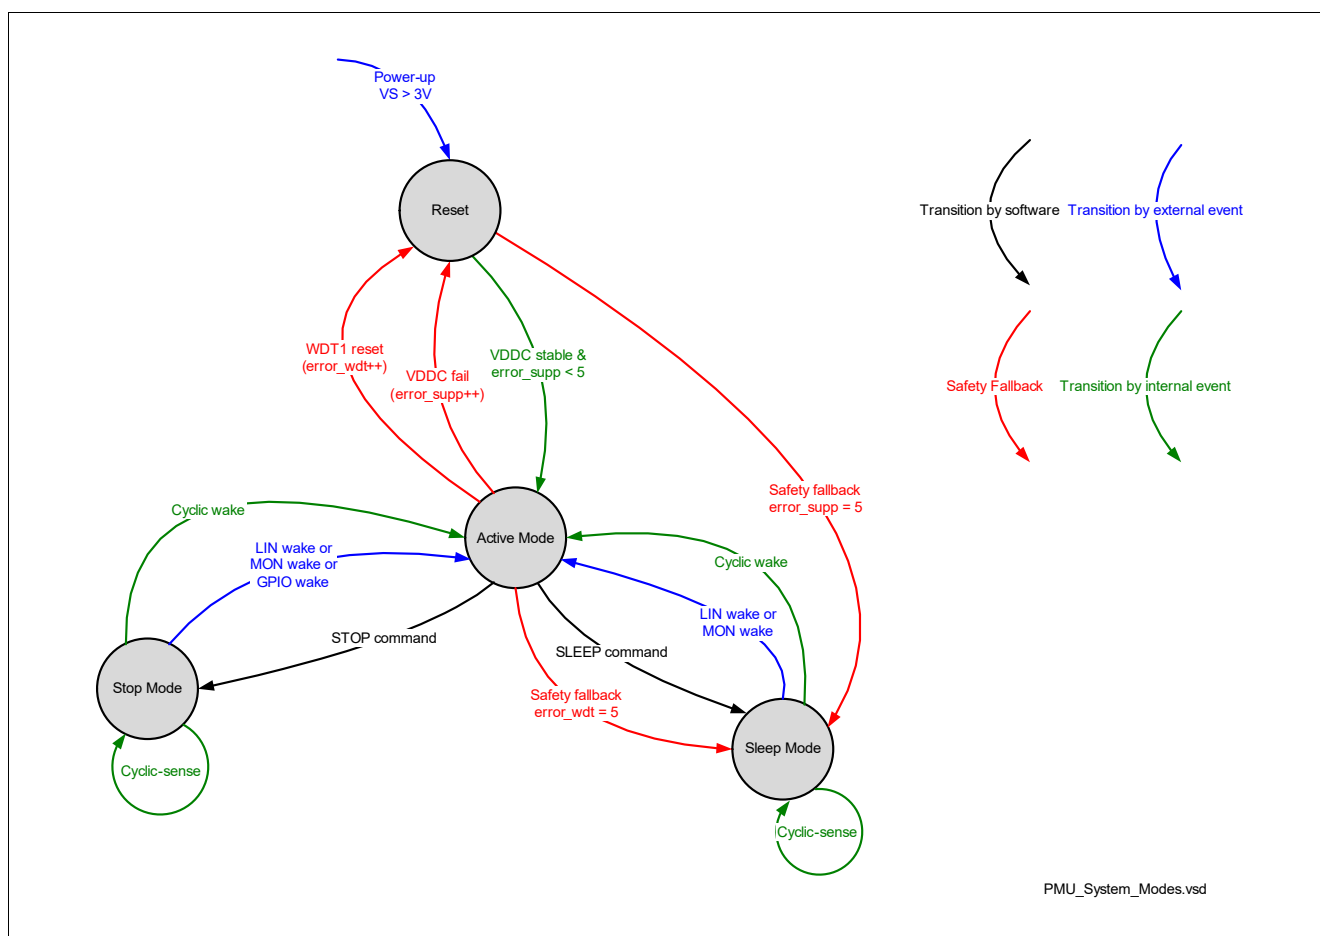 Power-up
VS > 3V
Reset
Transition by software
Transition by external event
WDT1 reset
(error_wdt++)
VDDC fail
(error_supp++)
VDDC stable &
error_supp < 5
Safety Fallback
Transition by internal event
Safety fallback
error_supp = 5
Cyclic wake
LIN wake or
MON wake or
GPIO wake
Active Mode
Cyclic wake
LIN wake or
MON wake
STOP command
SLEEP command
Stop Mode
Safety fallback
error_wdt = 5
Sleep Mode
Cyclic-sense
Cyclic-sense
PMU_System_Modes.vsd